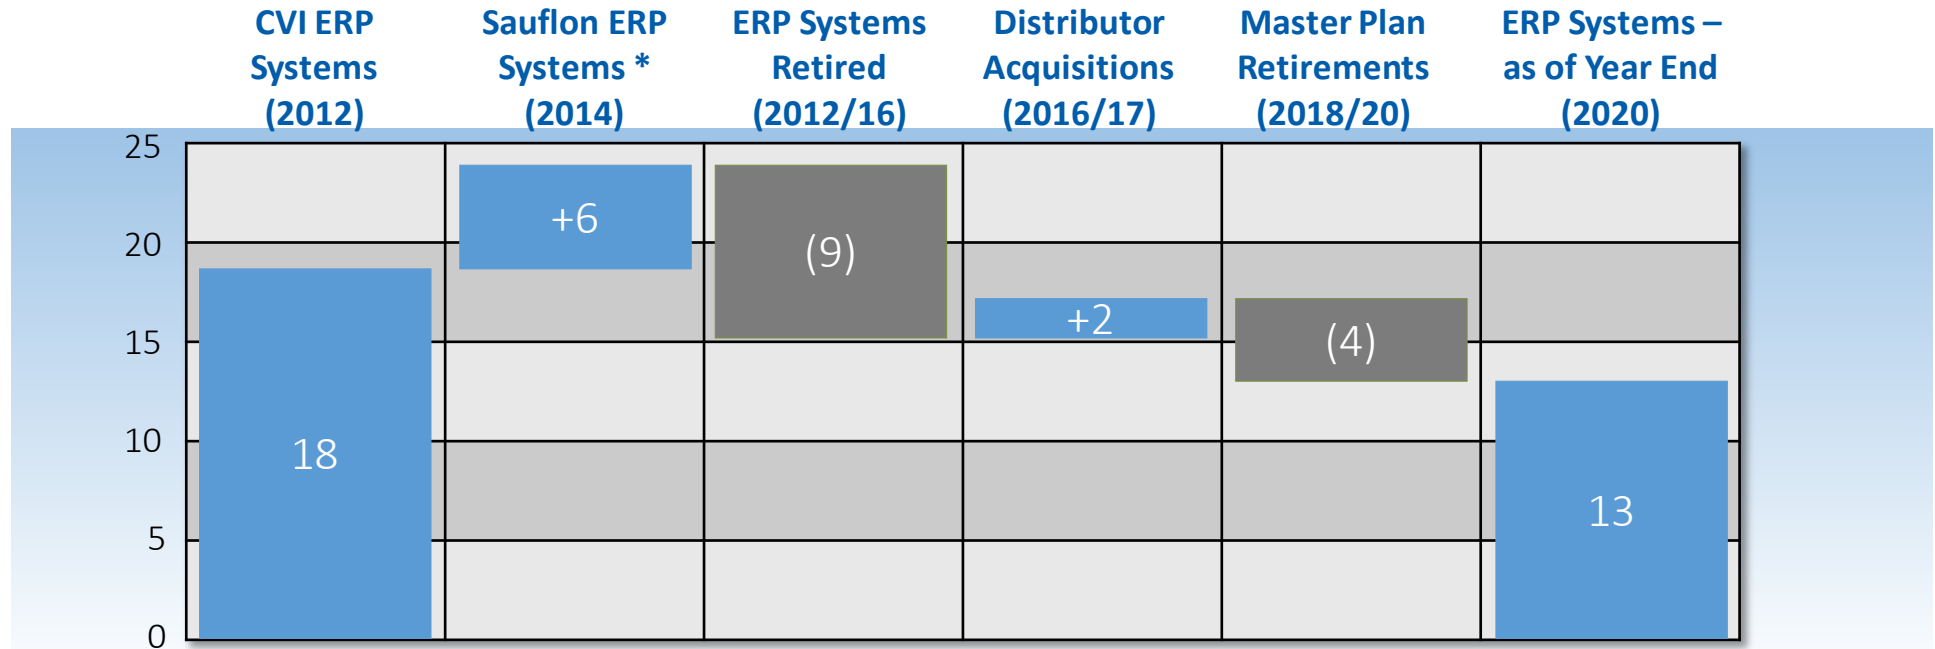 CVI ERP
Systems
(2012)
Sauflon ERP
Systems *
(2014)
ERP Systems
Retired
(2012/16)
Distributor
Acquisitions
(2016/17)
Master Plan
Retirements
(2018/20)
ERP Systems –
as of Year End
(2020)
25
20
15
10
5
0
18
+6
(9)
+2
(4)
13